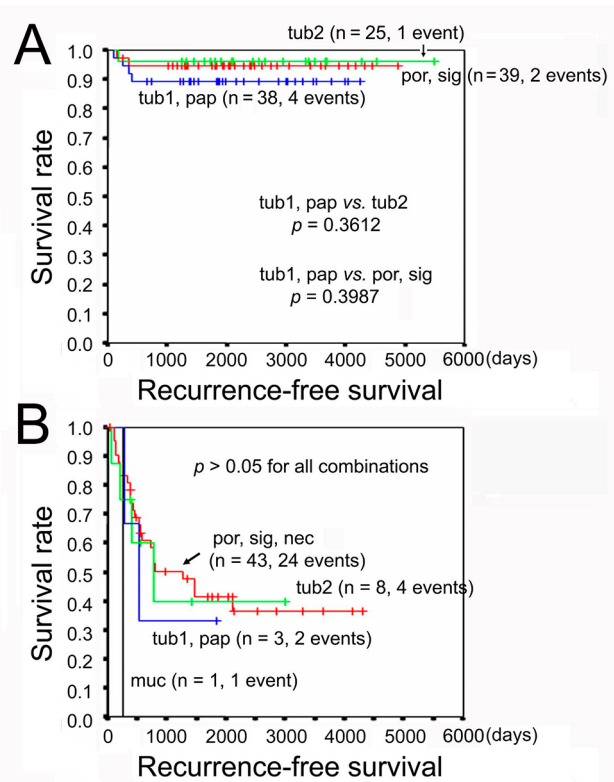 A
tub2 (n = 25, 1 event)
1.0
0.9
0.8
0.7
0.6
0.5
0.4
0.3
0.2
0.1
0.0
Survival rate
por, sig (n = 39, 2 events)
tub1, pap (n = 38, 4 events)
tub1, pap vs. tub2
p = 0.3612
tub1, pap vs. por, sig
p = 0.3987
0 1000 2000 3000 4000 5000 6000 (days)
Recurrence-free survival
B
1.0
0.9
0.8
0.7
0.6
0.5
0.4
0.3
0.2
0.1
0.0
Survival rate
p > 0.05 for all combinations
por, sig, nec
(n = 43, 24 events)
tub2 (n = 8, 4 events)
tub1, pap (n = 3, 2 events)
muc (n = 1, 1 event)
0 1000 2000 3000 4000 5000 6000 (days)
Recurrence-free survival